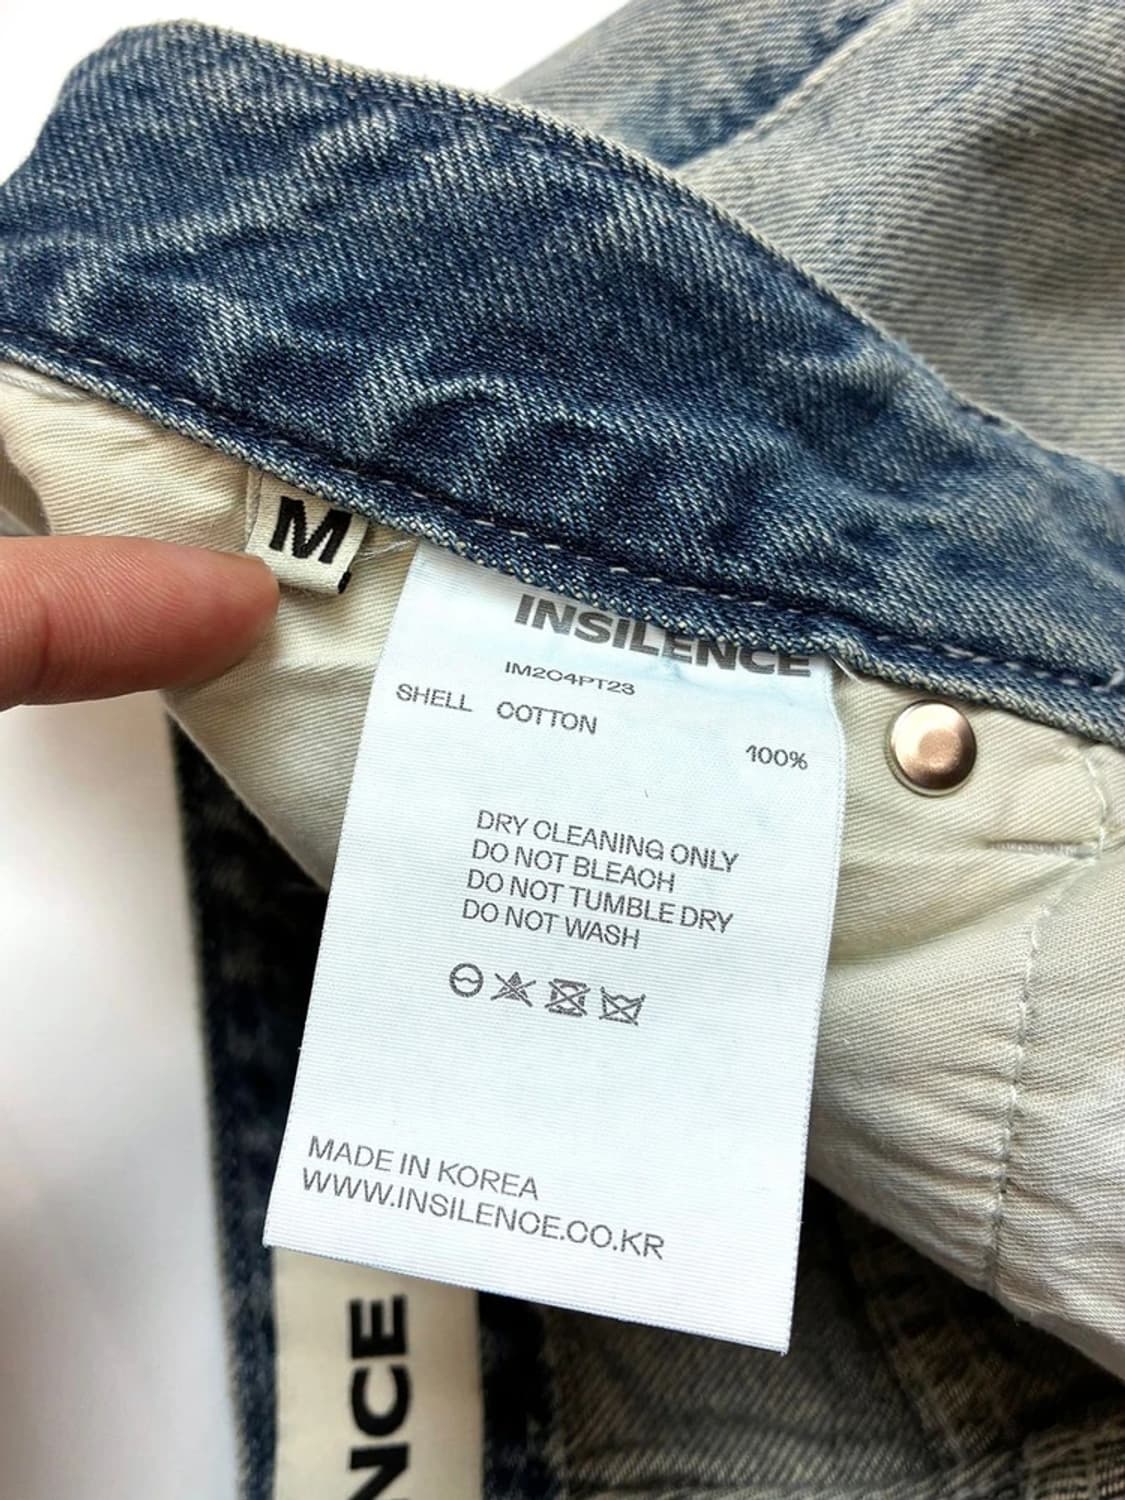 M
INSILENCE
IM2C4PT23
SHELL COTTON
100%
DRY CLEANING ONLY
DO NOT BLEACH
DO NOT TUMBLE DRY
DO NOT WASH
MADE IN KOREA
WWW.INSILENCE.CO.KR
NCE